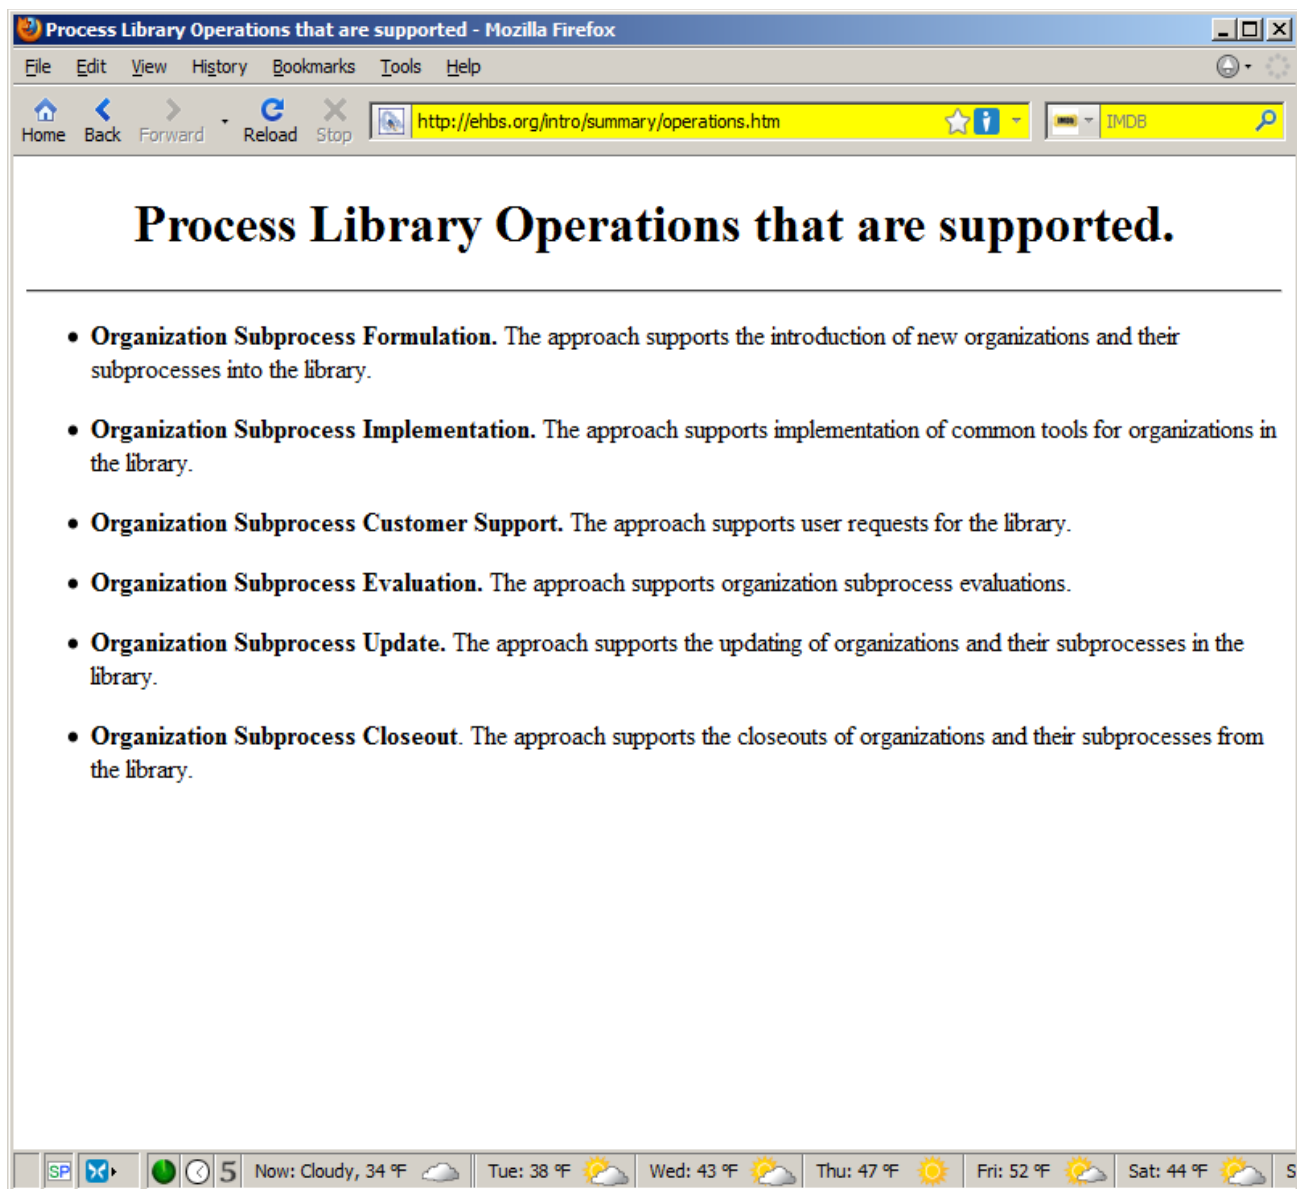 Process Library Operations that are supported - Mozilla Firefox
File Edit View History Bookmarks Tools Help
Home Back Forward Reload Stop http://ehbs.org/intro/summary/operations.htm IMDB
Process Library Operations that are supported.
• Organization Subprocess Formulation. The approach supports the introduction of new organizations and their
subprocesses into the library.
• Organization Subprocess Implementation. The approach supports implementation of common tools for organizations in
the library.
• Organization Subprocess Customer Support. The approach supports user requests for the library.
• Organization Subprocess Evaluation. The approach supports organization subprocess evaluations.
• Organization Subprocess Update. The approach supports the updating of organizations and their subprocesses in the
library.
• Organization Subprocess Closeout. The approach supports the closeouts of organizations and their subprocesses from
the library.
SP 5 Now: Cloudy, 34 °F Tue: 38 °F Wed: 43 °F Thu: 47 °F Fri: 52 °F Sat: 44 °F S